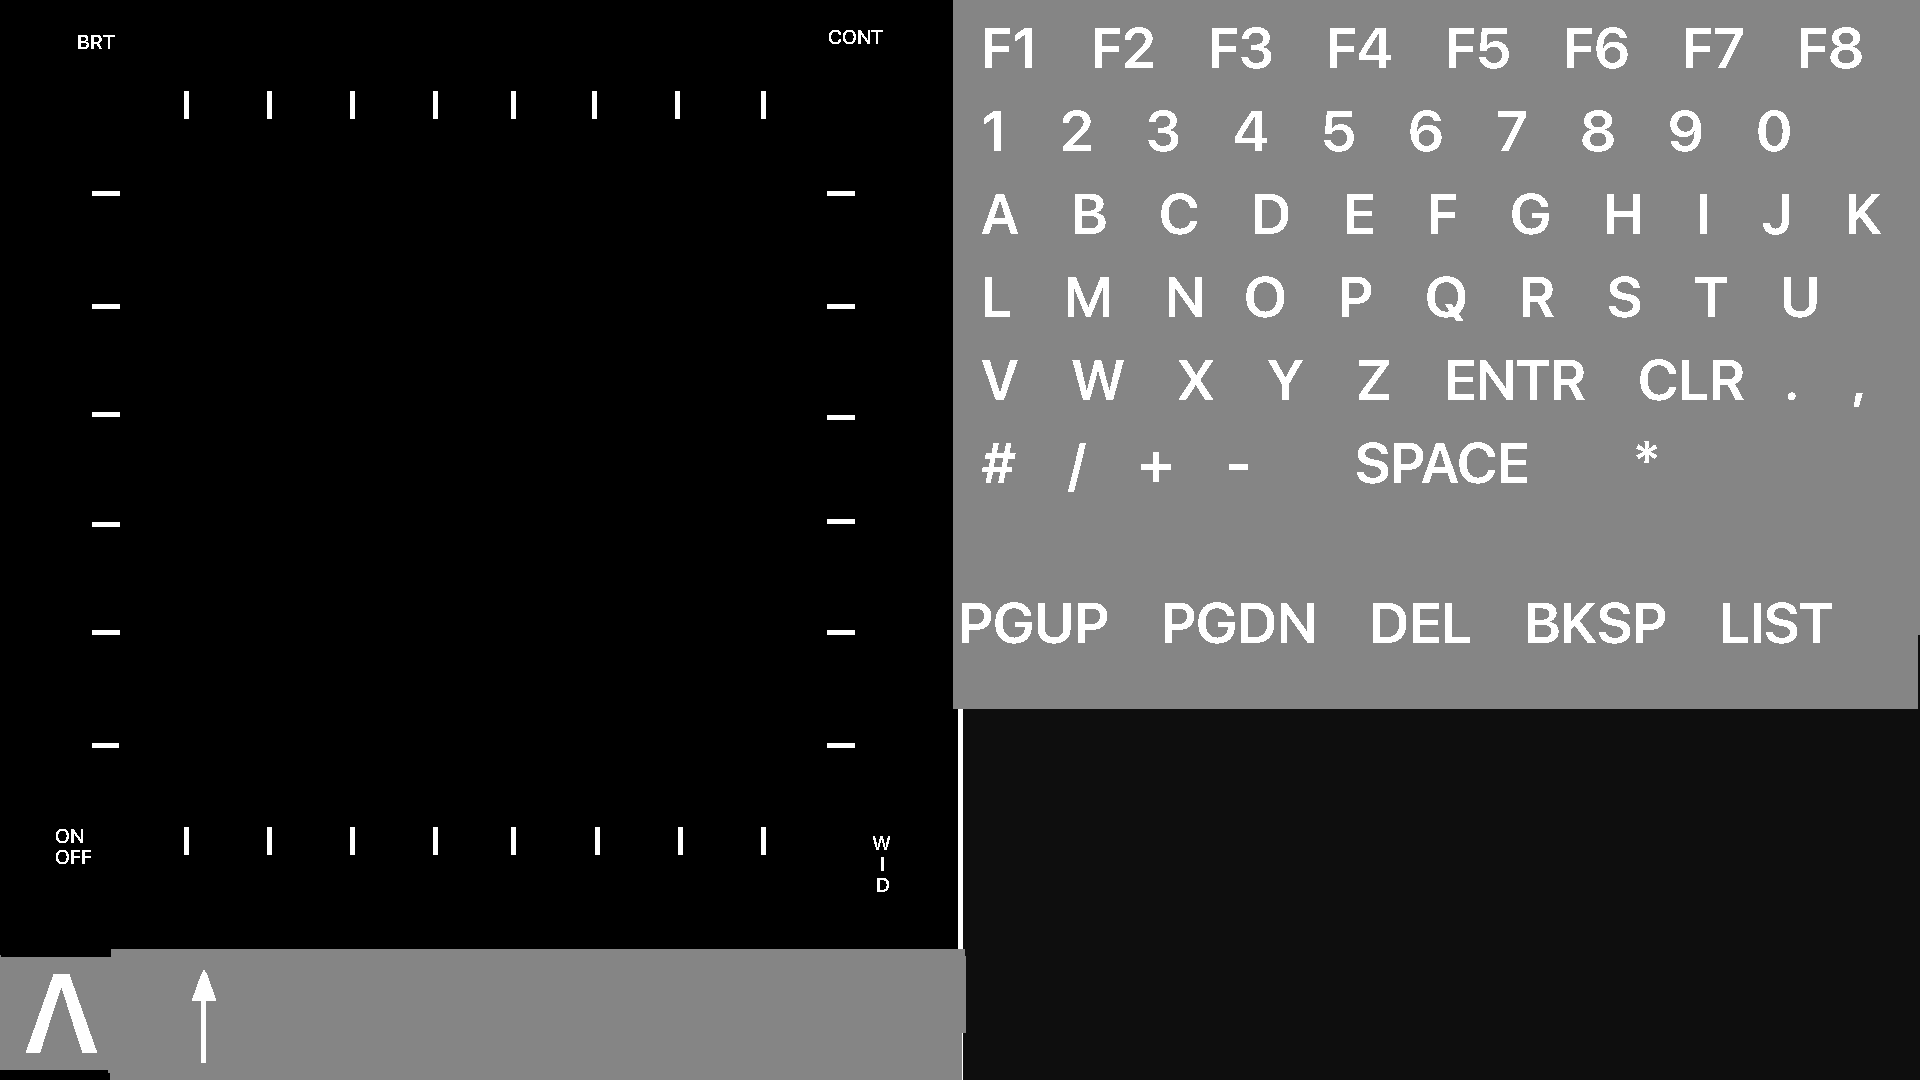 BRT
CONT
ON
OFF
W
I
D
F1 F2 F3 F4 F5 F6 F7 F8
1 2 3 4 5 6 7 8 9 0
A B C D E F G H I J K
L M N O P Q R S T U
V W X Y Z ENTR CLR . ,
# / + - SPACE *
PGUP PGDN DEL BKSP LIST